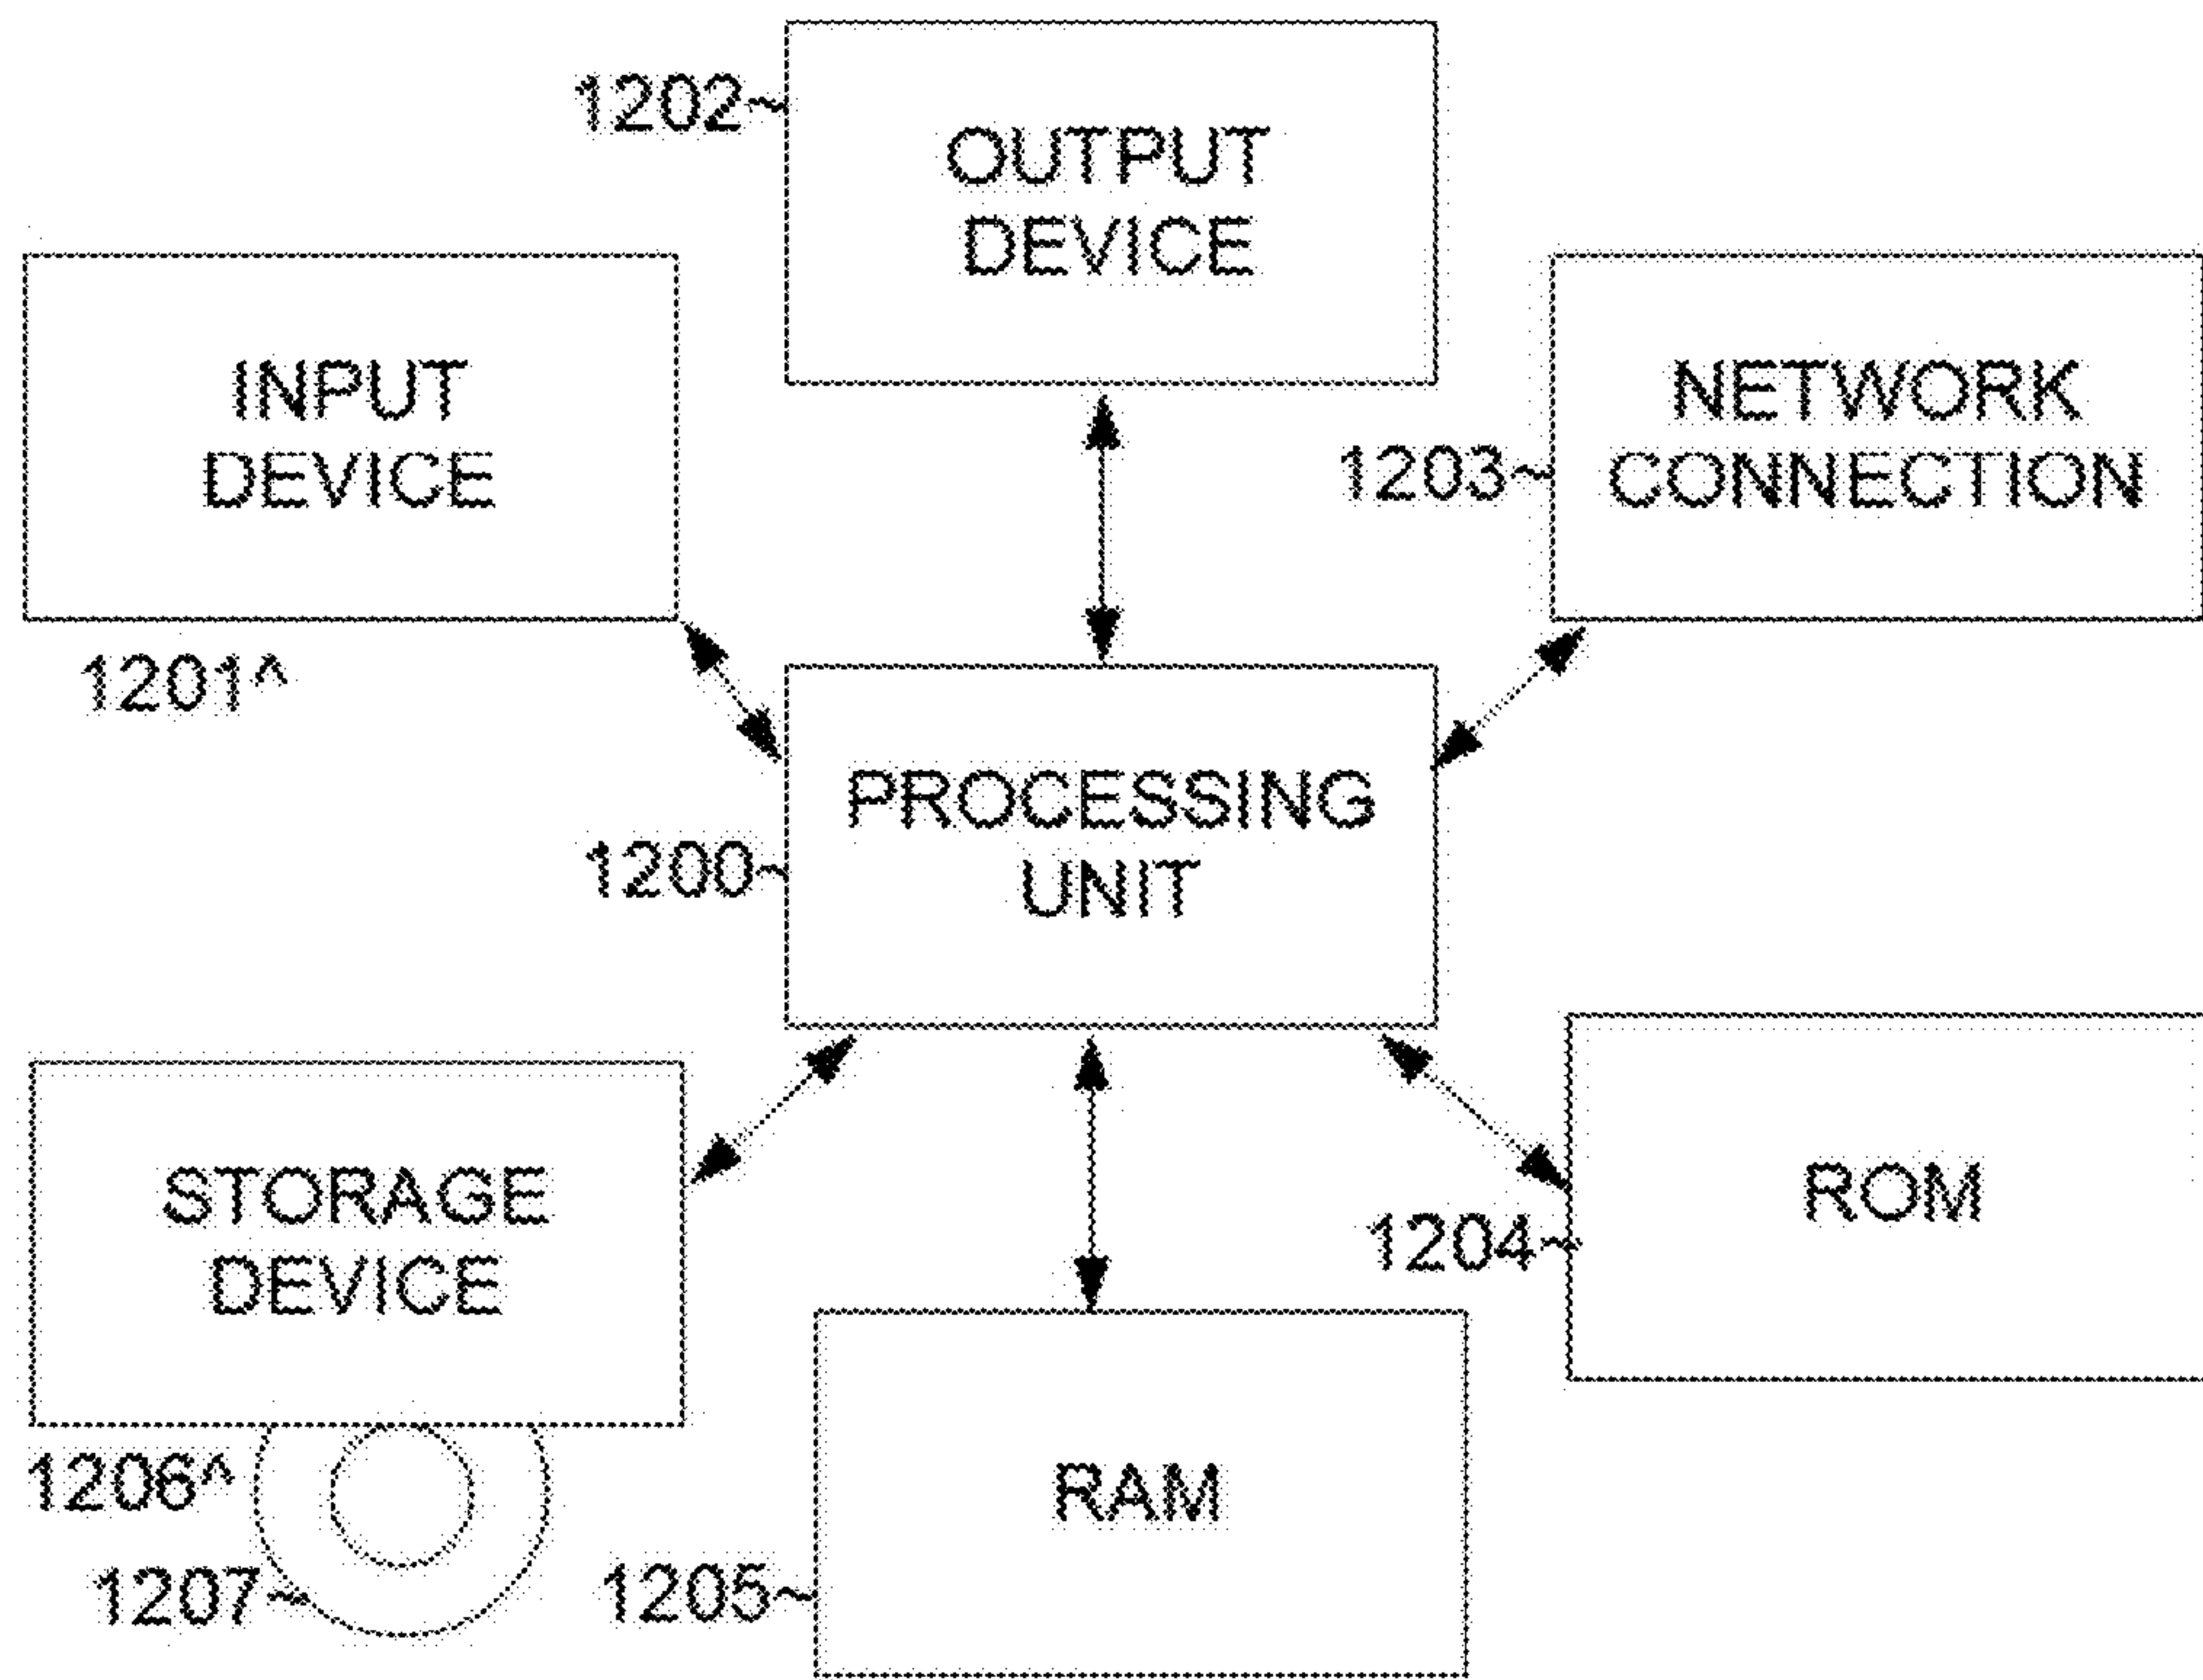 1202~
OUTPUT
DEVICE
INPUT
DEVICE
1201^
NETWORK
CONNECTION
1203~
PROCESSING
UNIT
1200~
STORAGE
DEVICE
1206^
1207~
RAM
1205~
ROM
1204~